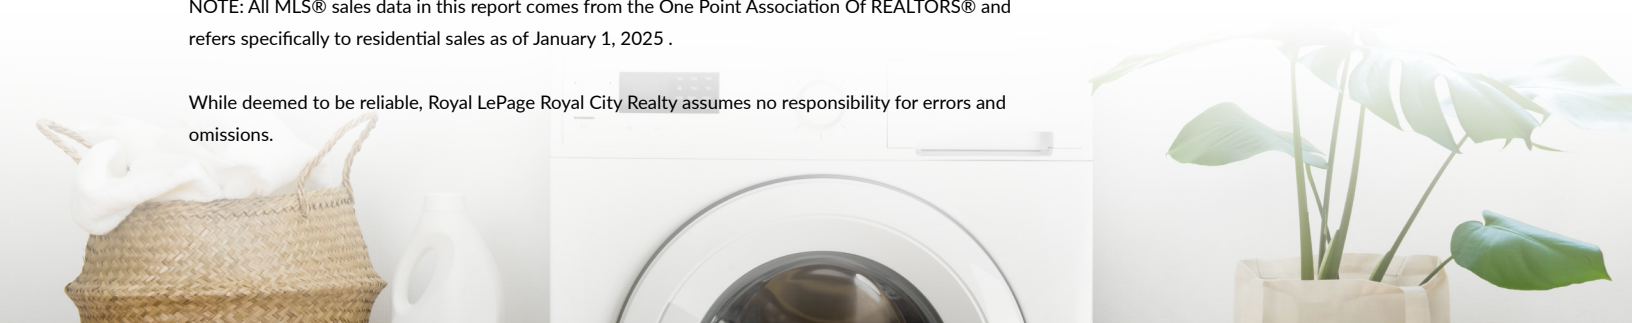 NOTE: All MLS® sales data in this report comes from the One Point Association Of REALTORS® and
refers specifically to residential sales as of January 1, 2025 .
While deemed to be reliable, Royal LePage Royal City Realty assumes no responsibility for errors and
omissions.